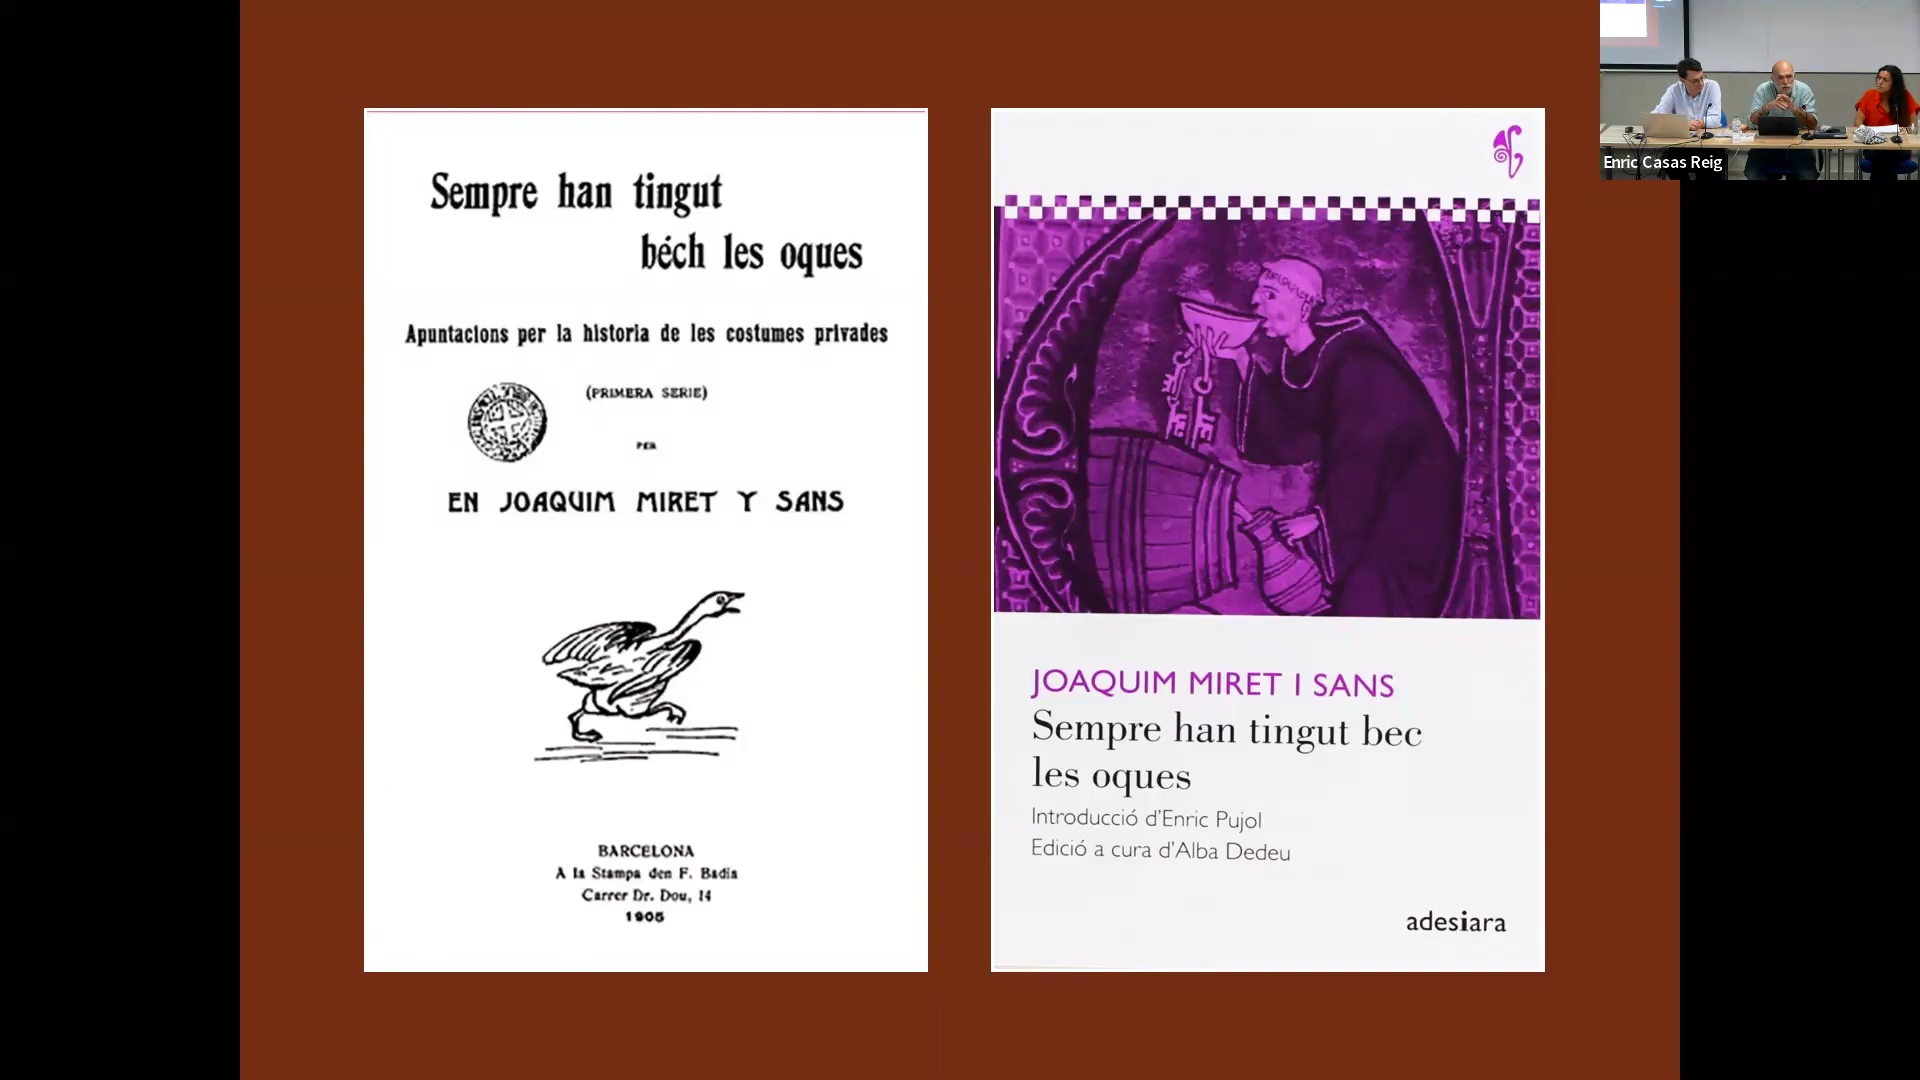 Sempre han tingut
béch les oques
Apuntacions per la historia de les costumes privades
(PRIMERA SERIE)
PER
EN JOAQUIM MIRET Y SANS
BARCELONA
A la Stampa den F. Badia
Carrer Dr. Dou, 14
1905
JOAQUIM MIRET I SANS
Sempre han tingut bec
les oques
Introducció d'Enric Pujol
Edició a cura d'Alba Dedeu
adesiara
Enric Casas Reig